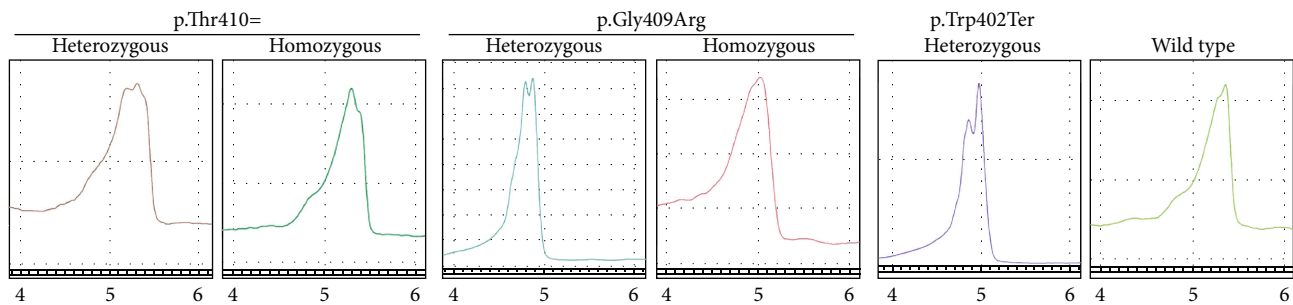 p.Thr410= p.Gly409Arg p.Trp402Ter
Heterozygous Homozygous Heterozygous Homozygous Heterozygous Wild type
4 5 6 4 5 6 4 5 6 4 5 6 4 5 6 4 5 6